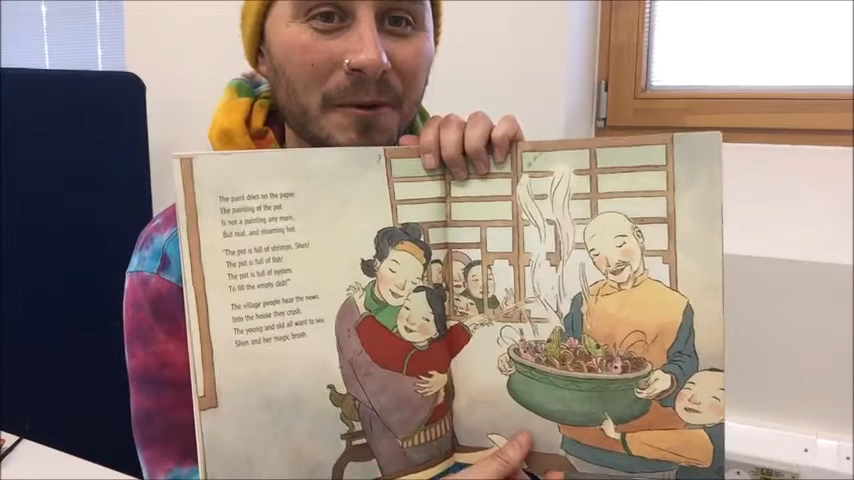 The paint dries on the paper
The painting of the pot
Is not a painting any more,
But real, and steaming hot.
"The pot is full of shrimps, Shen!
The pot is full of fish!
The pot is full of oysters
To fill the empty dish!"
The village people hear the news
Into the house they crush.
The young and old all want to see
Shen and her magic brush.